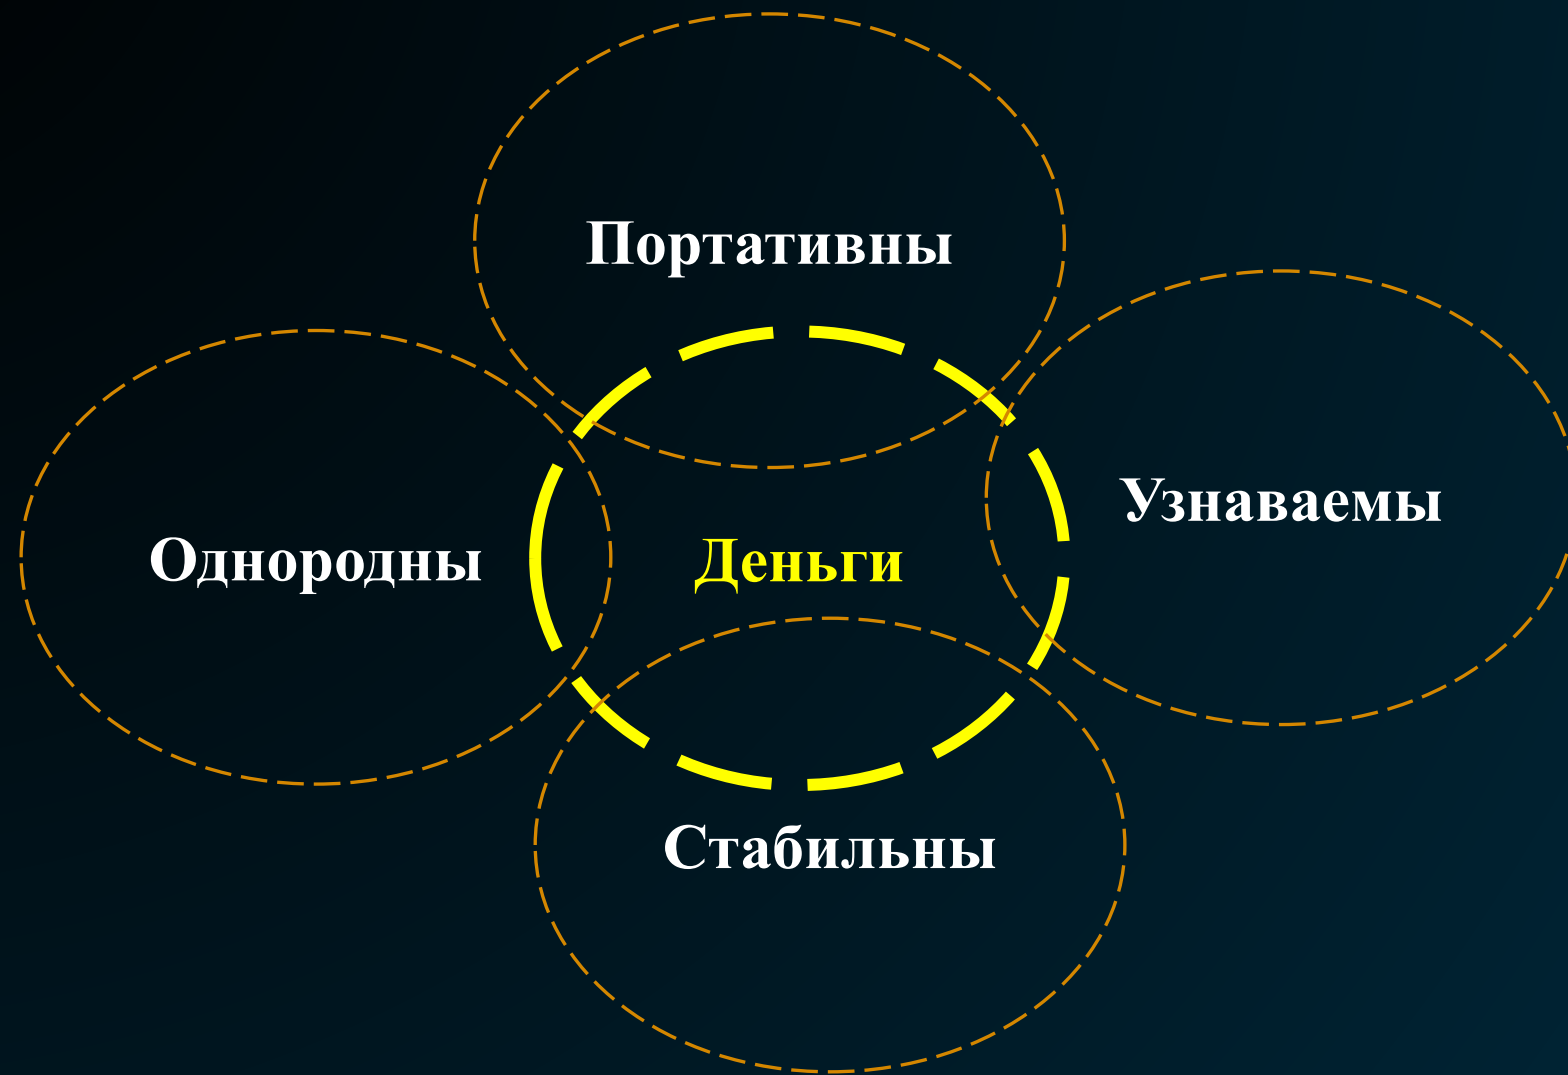 Портативны
Узнаваемы
Однородны
Деньги
Стабильны